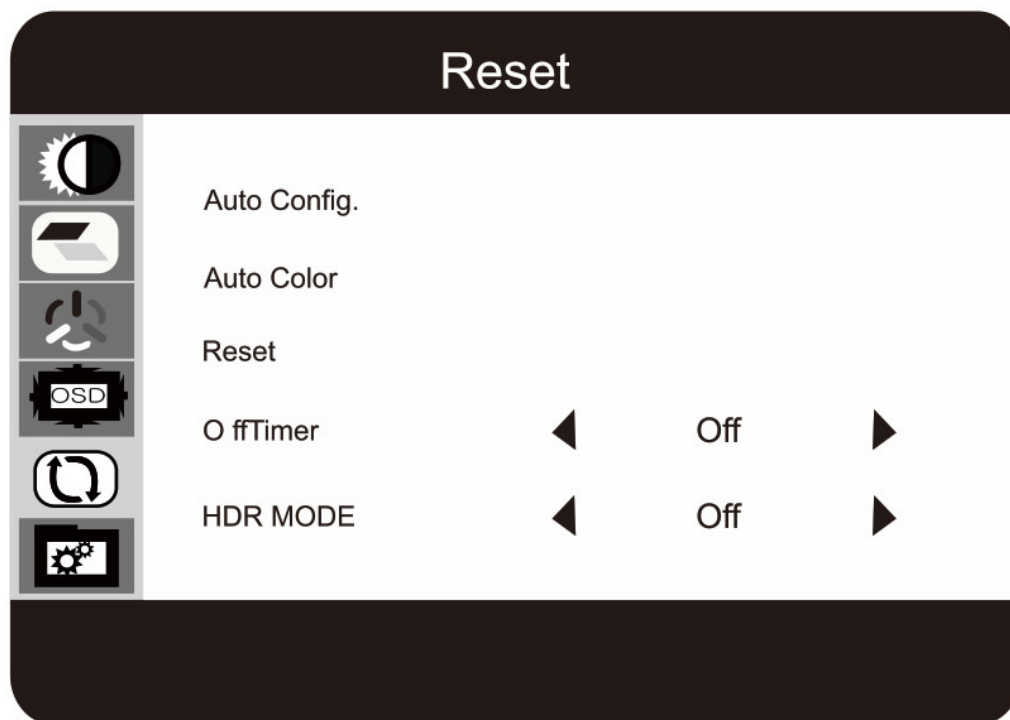 Reset
Auto Config.
Auto Color
Reset
OSD
O ffTimer Off
HDR MODE Off